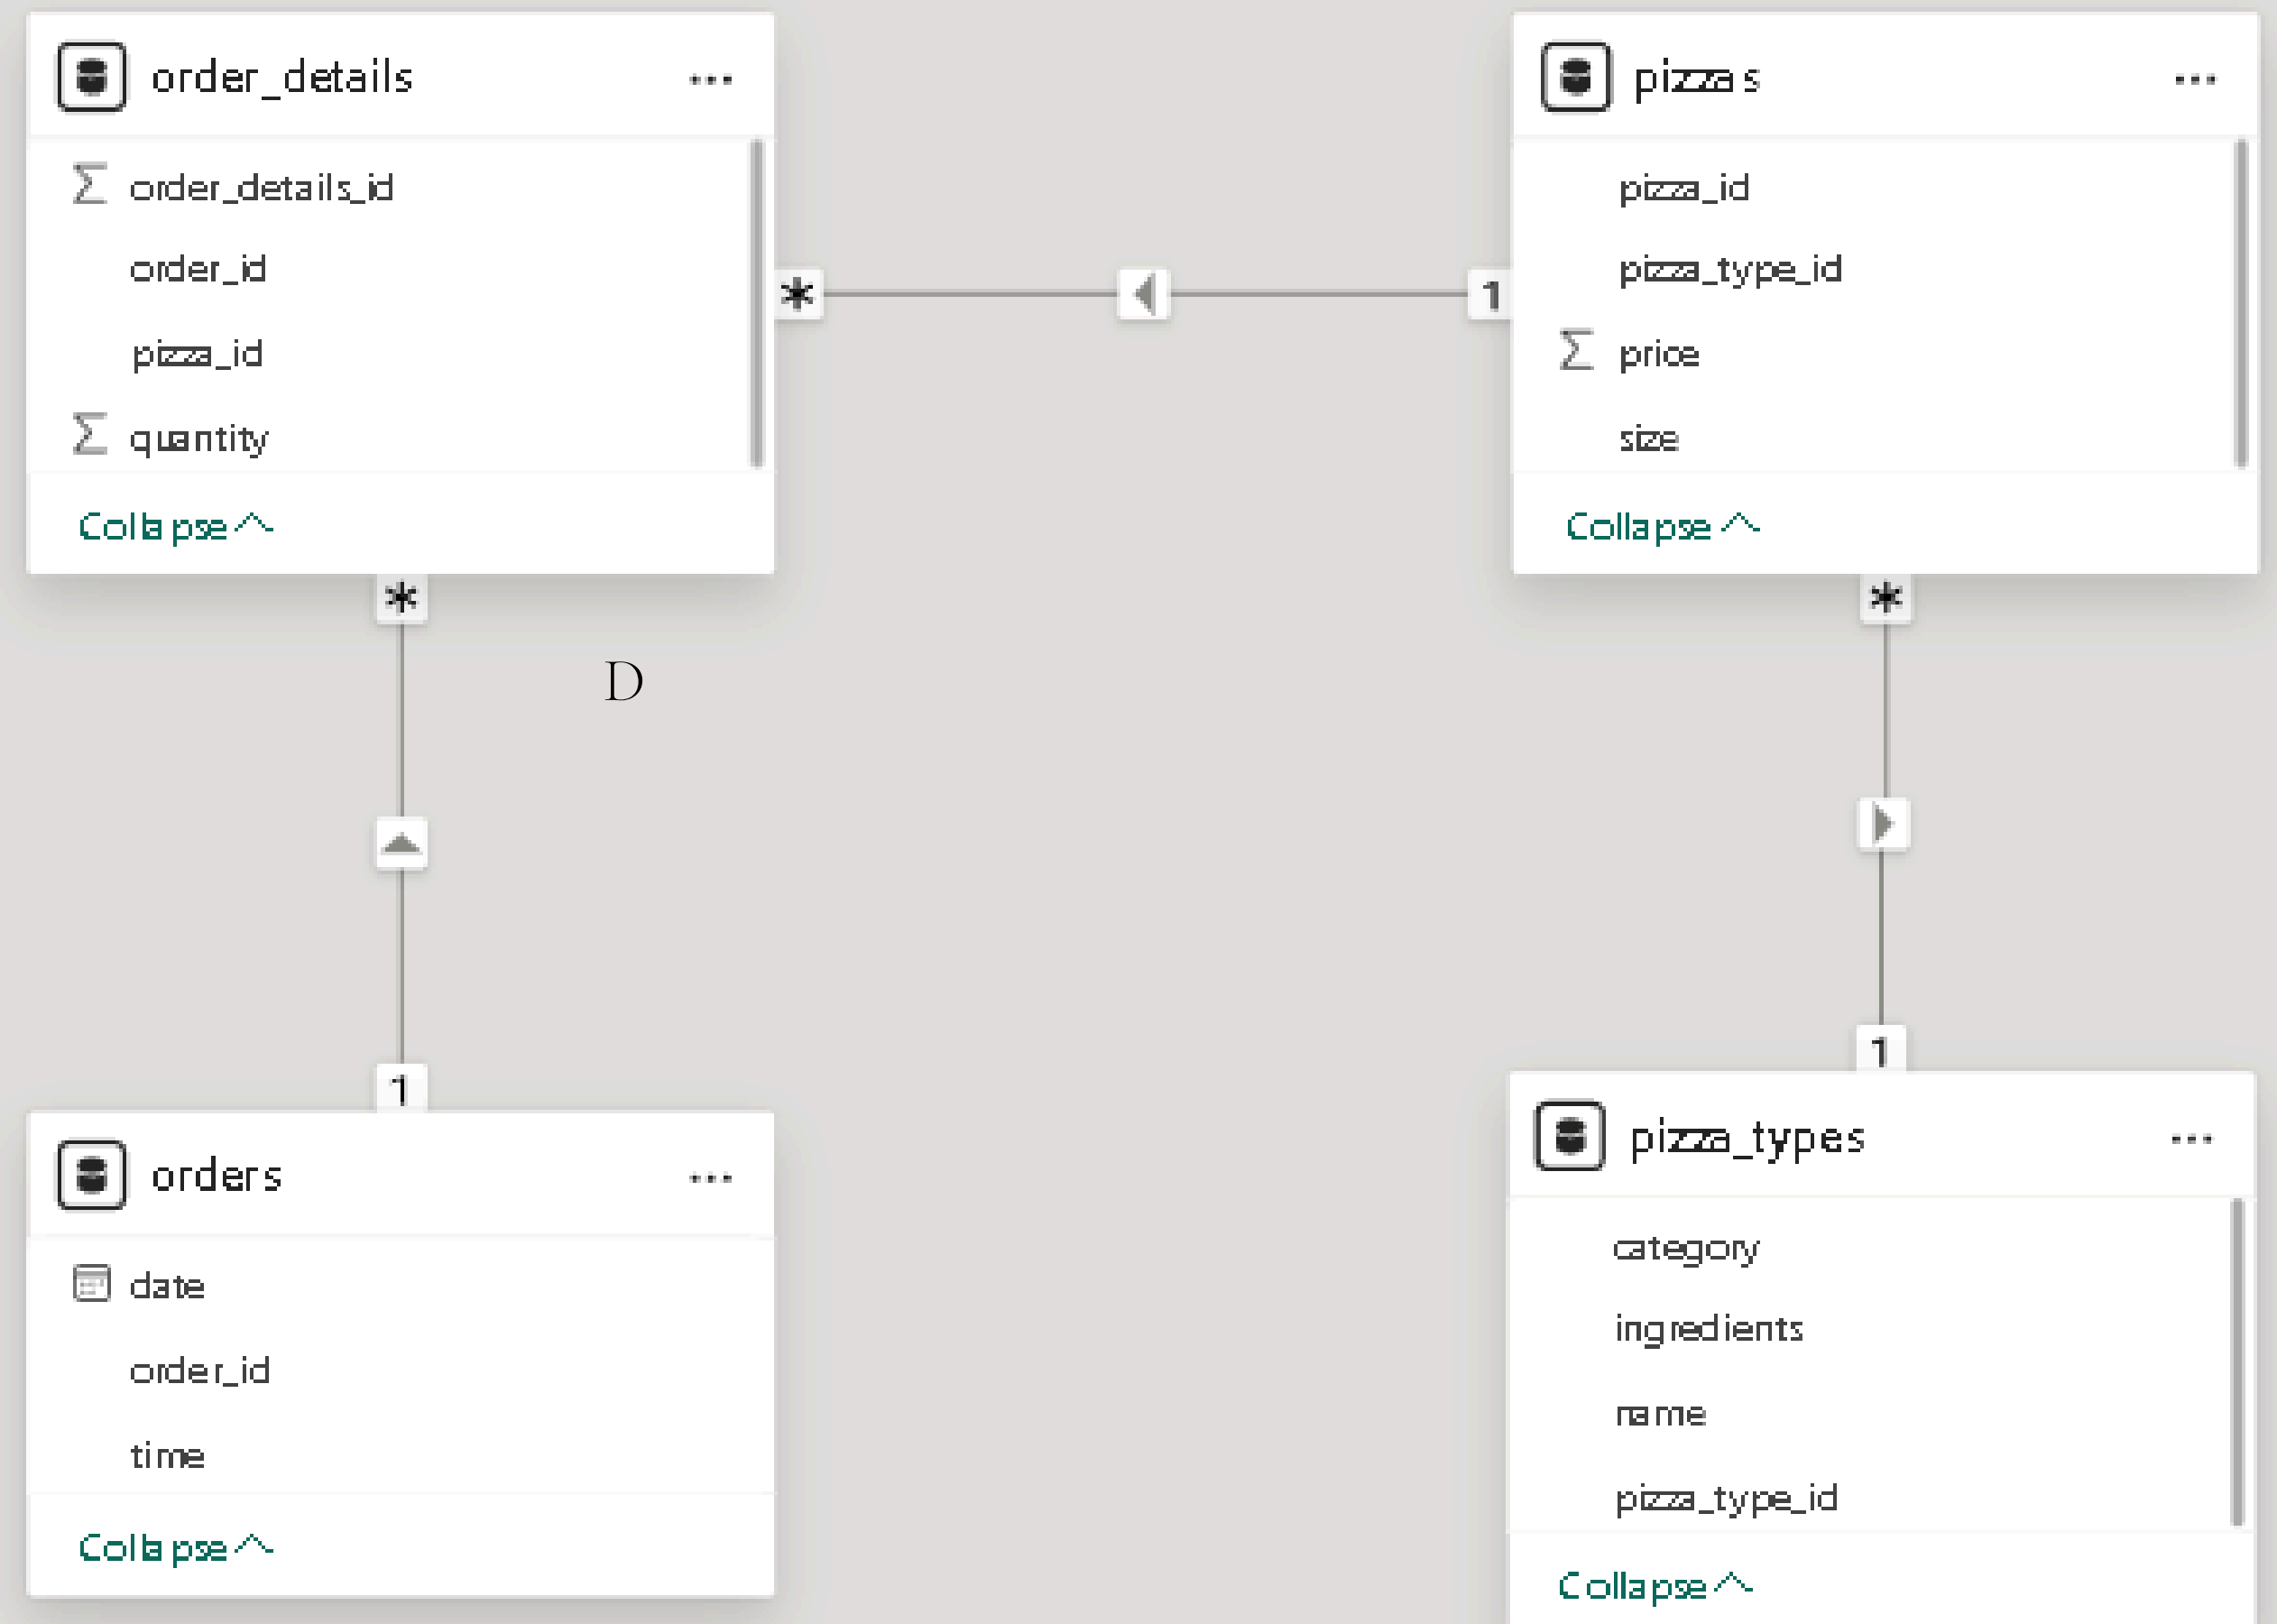 order_details ...
order_details_id
order_id
pizza_id
quantity
Collapse
*
1
pizzas ...
pizza_id
pizza_type_id
price
size
Collapse
*
*
D
1
1
orders ...
date
order_id
time
Collapse
pizza_types ...
category
ingredients
name
pizza_type_id
Collapse